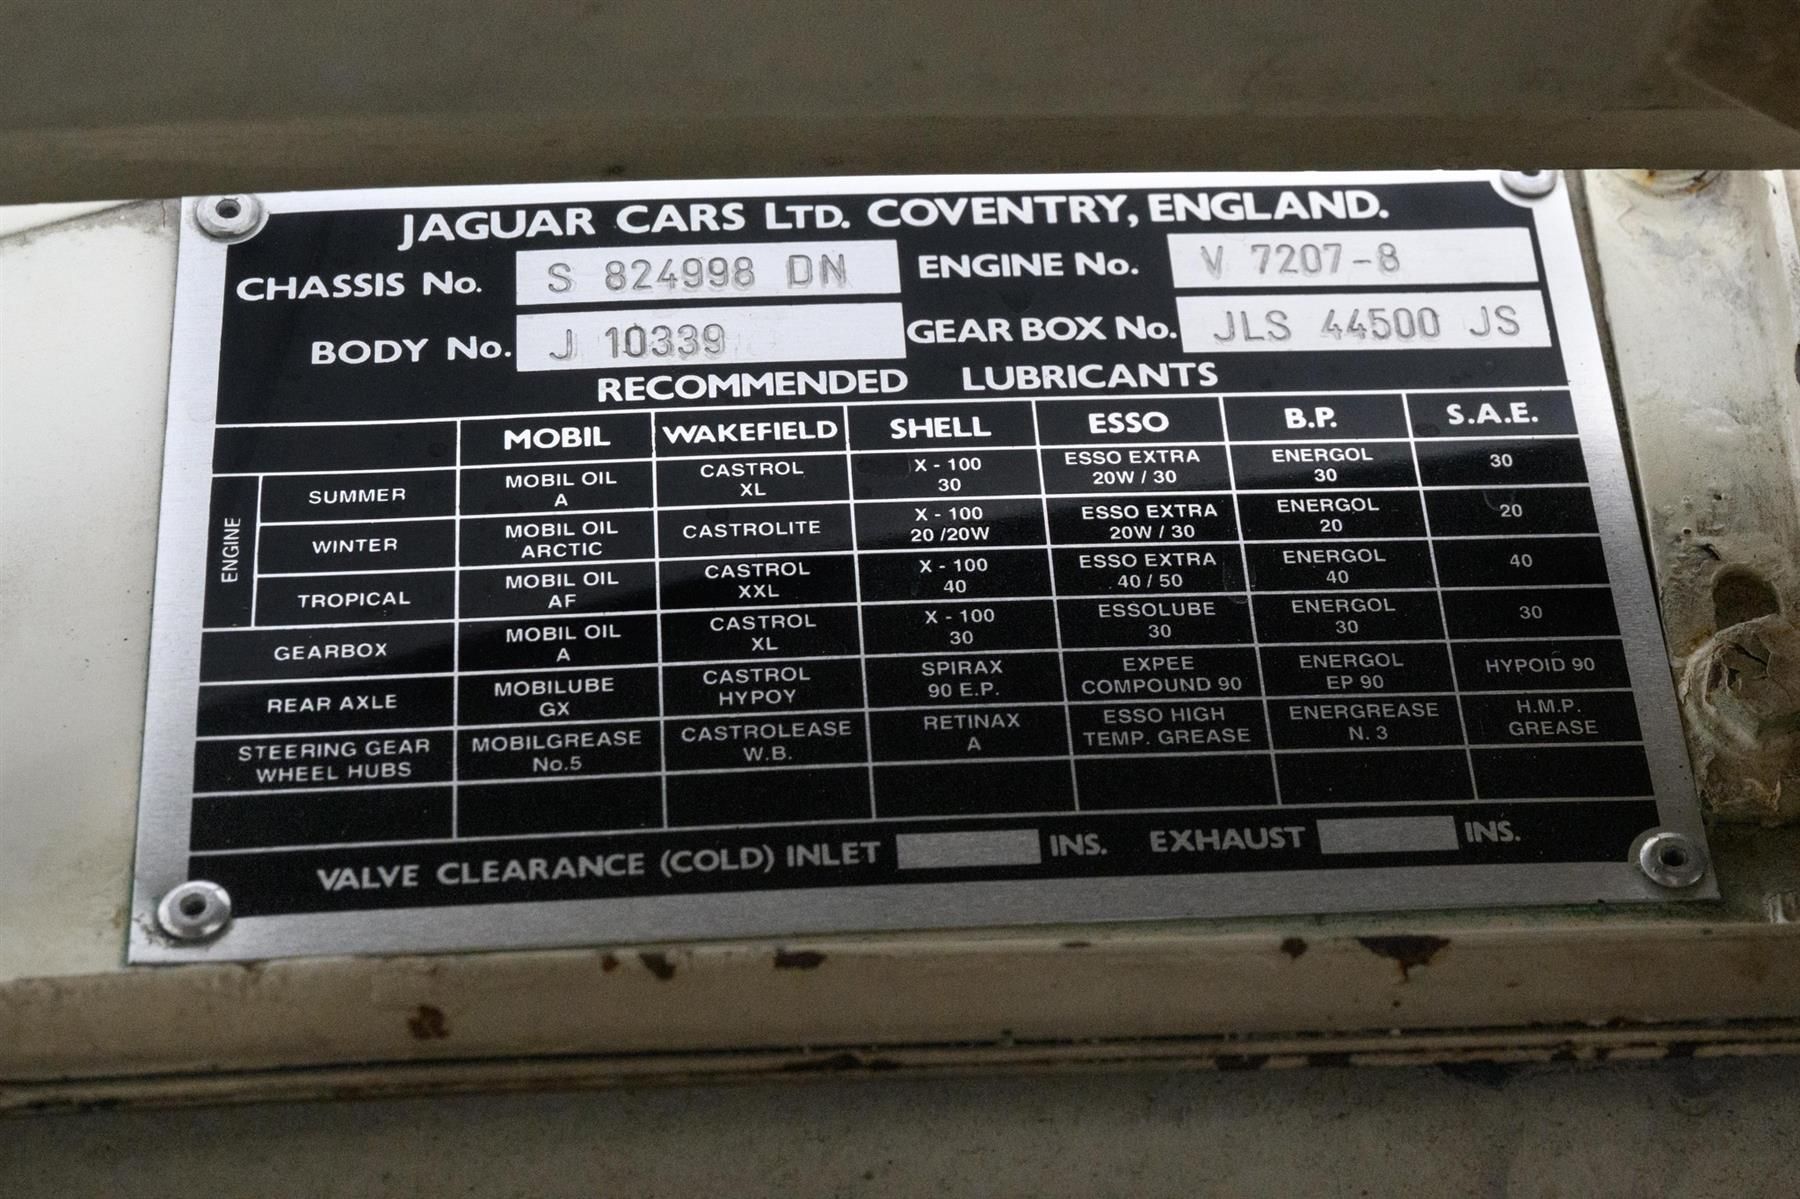 JAGUAR CARS LTD. COVENTRY, ENGLAND.
CHASSIS No. S 824998 DN ENGINE No. V 7207-8
BODY No. J 10339 GEAR BOX No. JLS 44500 JS
RECOMMENDED LUBRICANTS
MOBIL WAKEFIELD SHELL ESSO B.P. S.A.E.
ENGINE
SUMMER MOBIL OIL A CASTROL XL X - 100 30 ESSO EXTRA 20W / 30 ENERGOL 30 30
WINTER MOBIL OIL ARCTIC CASTROLITE X - 100 20 /20W ESSO EXTRA 20W / 30 ENERGOL 20 20
TROPICAL MOBIL OIL AF CASTROL XXL X - 100 40 ESSO EXTRA 40 / 50 ENERGOL 40 40
GEARBOX MOBIL OIL A CASTROL XL X - 100 30 ESSOLUBE 30 ENERGOL 30 30
REAR AXLE MOBILUBE GX CASTROL HYPOY SPIRAX 90 E.P. EXPEE COMPOUND 90 ENERGOL EP 90 HYPOID 90
STEERING GEAR WHEEL HUBS MOBILGREASE No.5 CASTROLEASE W.B. RETINAX A ESSO HIGH TEMP. GREASE ENERGREASE N. 3 H.M.P. GREASE
VALVE CLEARANCE (COLD) INLET INS. EXHAUST INS.